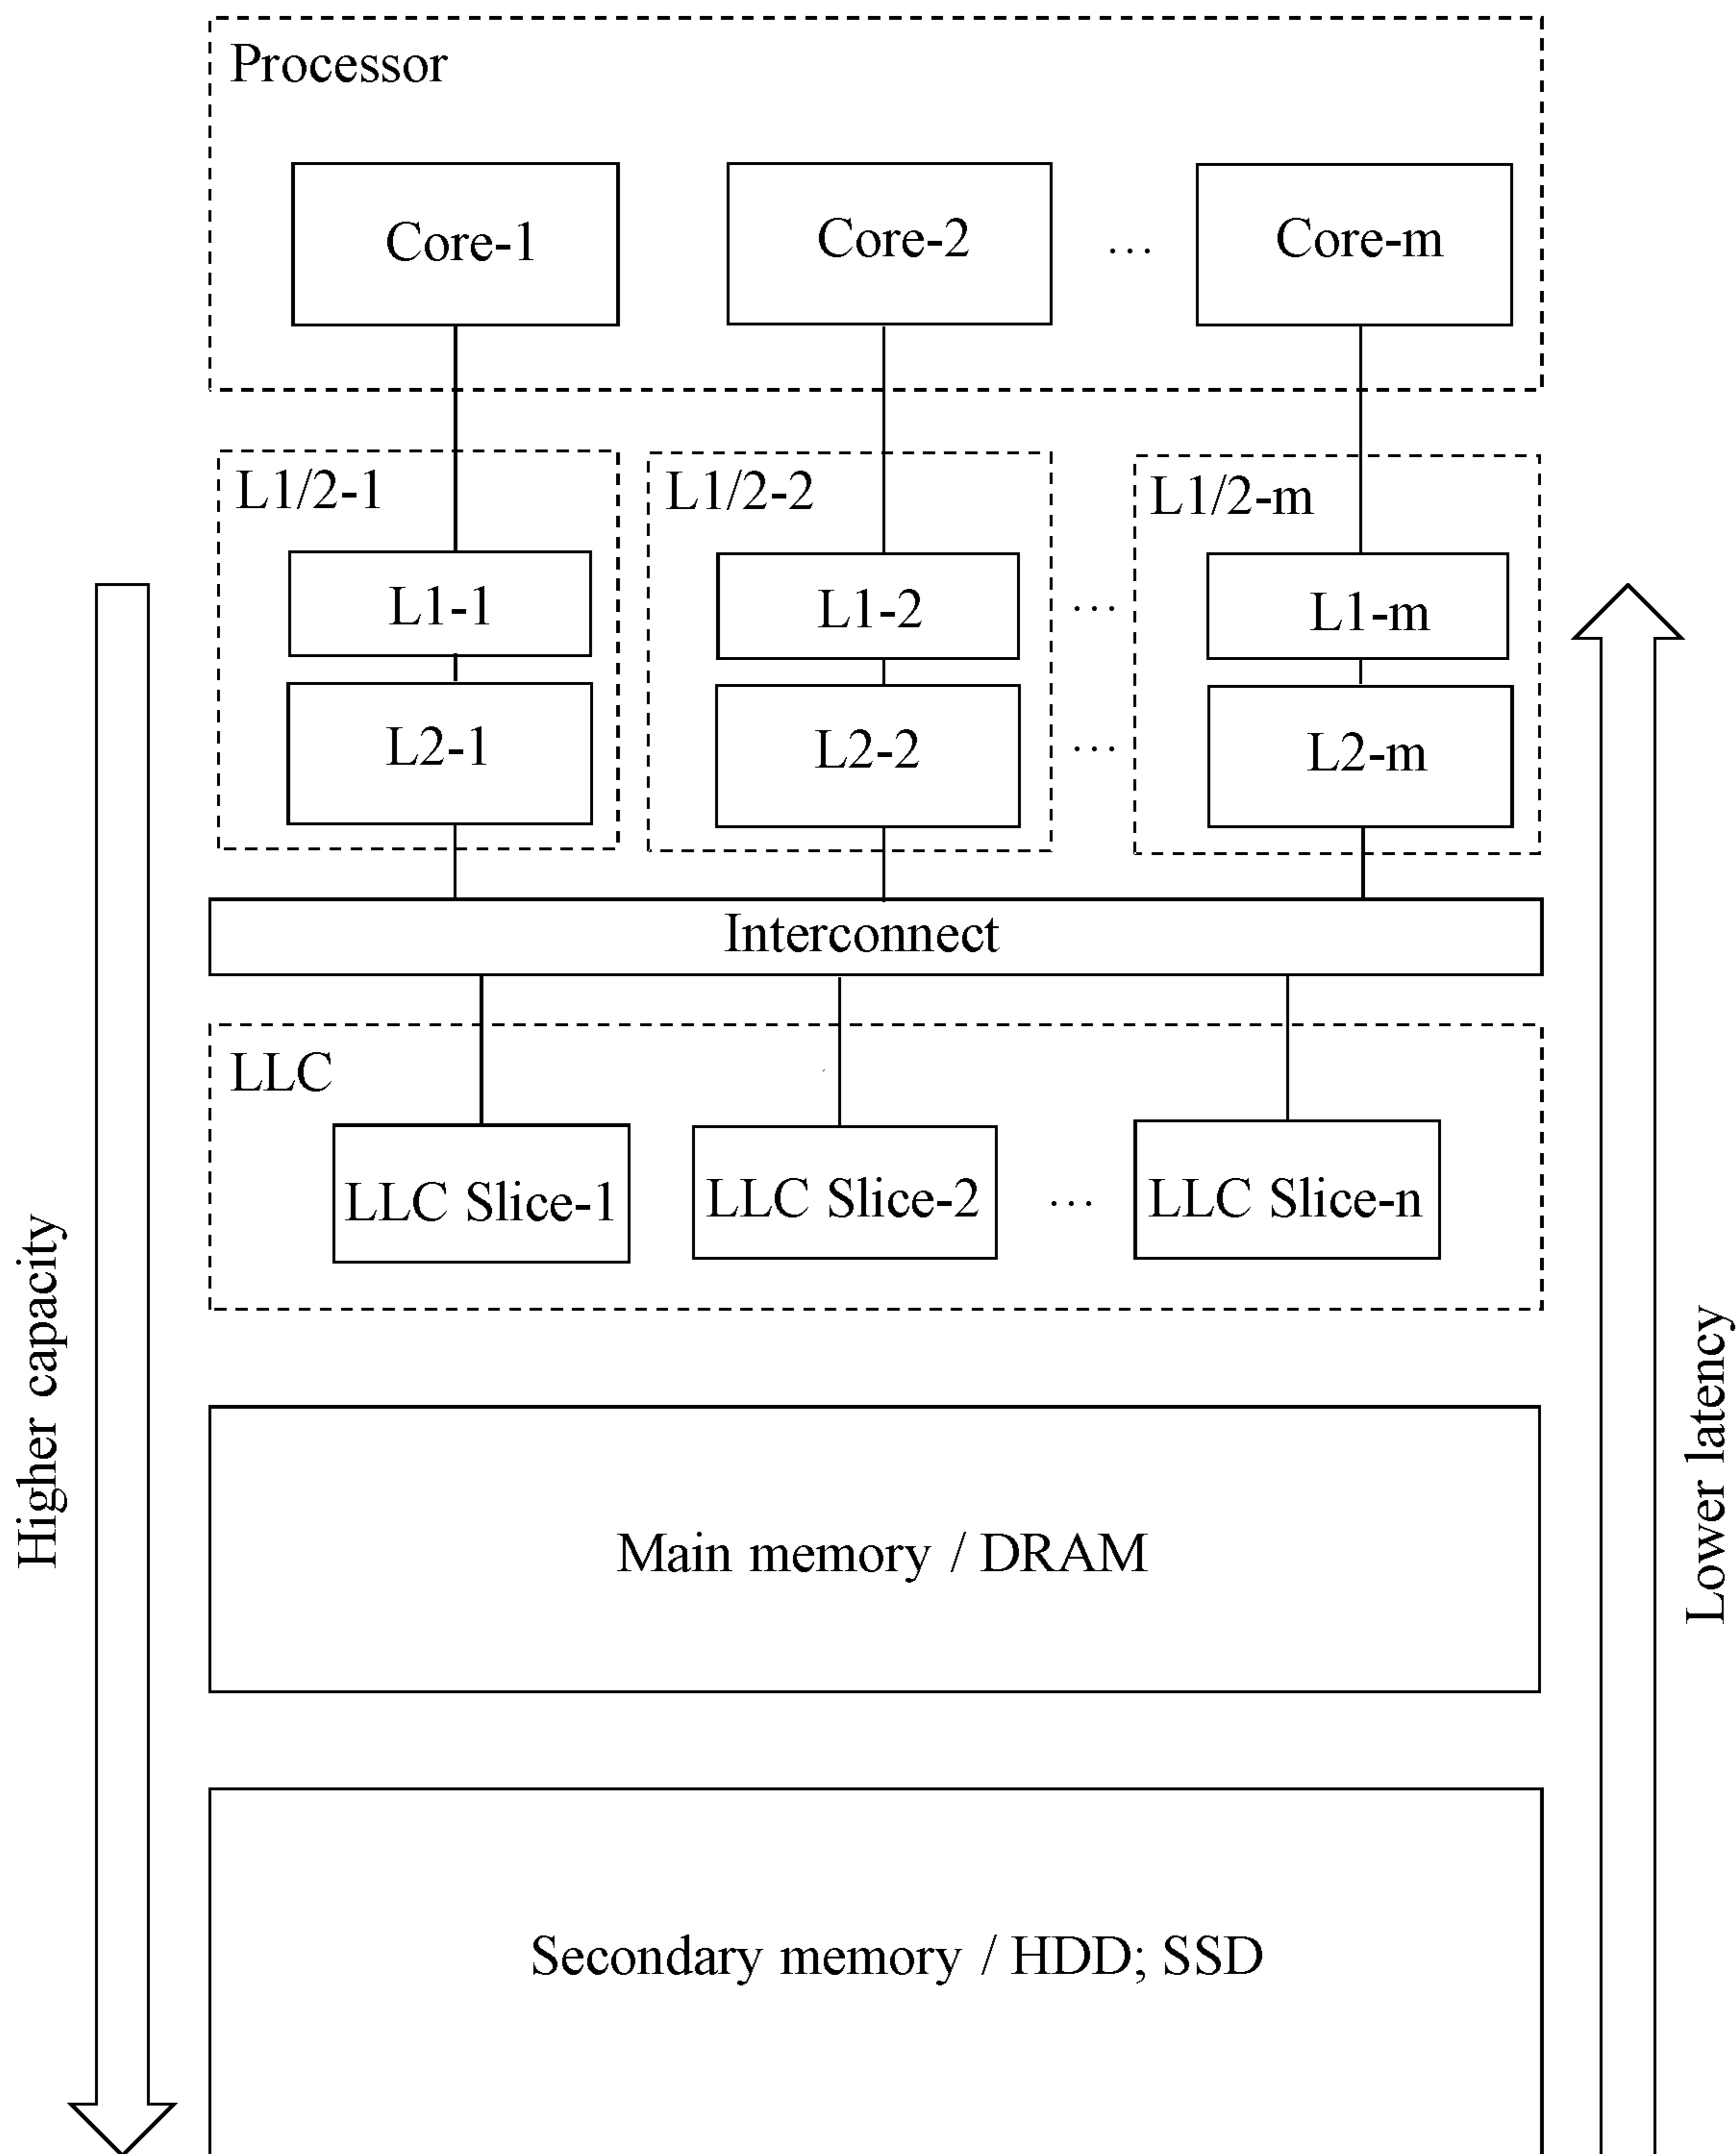 Processor
Core-1
Core-2
...
Core-m
L1/2-1
L1/2-2
L1/2-m
L1-1
L1-2
...
L1-m
L2-1
L2-2
...
L2-m
Interconnect
LLC
LLC Slice-1
LLC Slice-2
...
LLC Slice-n
Higher capacity
Lower latency
Main memory / DRAM
Secondary memory / HDD; SSD